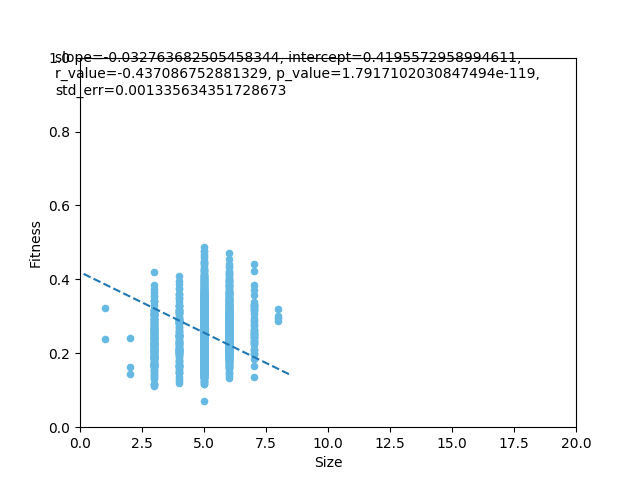 slope=-0.032763682505458344, intercept=0.4195572958994611,
r_value=-0.437086752881329, p_value=1.7917102030847494e-119,
std_err=0.001335634351728673
1.0
0.8
0.6
0.4
0.2
0.0
Fitness
0.0 2.5 5.0 7.5 10.0 12.5 15.0 17.5 20.0
Size